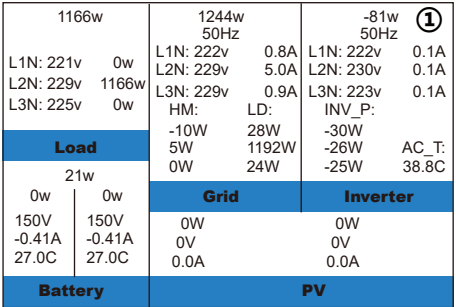 1166w
L1N: 221v 0w
L2N: 229v 1166w
L3N: 225v 0w
Load
1244w
50Hz
L1N: 222v 0.8A
L2N: 229v 5.0A
L3N: 229v 0.9A
HM: LD:
-10W 28W
5W 1192W
0W 24W
Grid
-81w ①
50Hz
L1N: 222v 0.1A
L2N: 230v 0.1A
L3N: 223v 0.1A
INV_P:
-30W
-26W AC_T:
-25W 38.8C
Inverter
21w
0w 0w
150V 150V
-0.41A -0.41A
27.0C 27.0C
Battery
0W 0W
0V 0V
0.0A 0.0A
PV